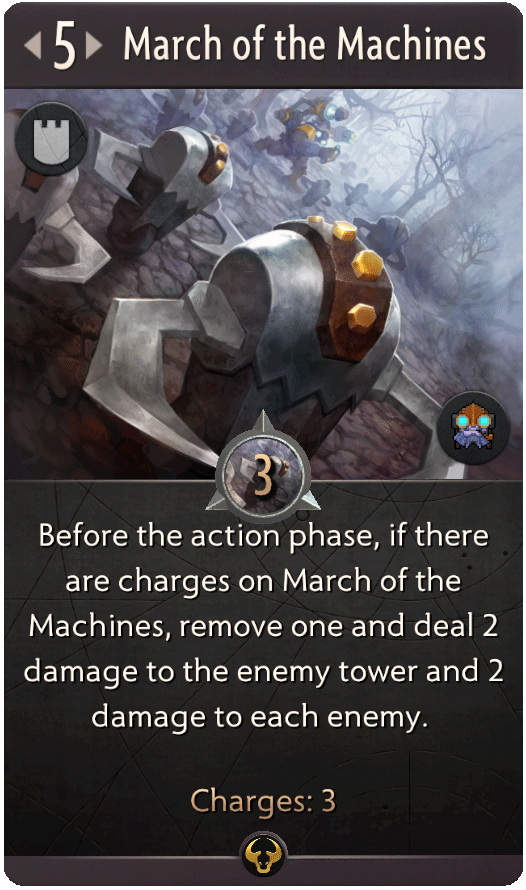 5 March of the Machines
3
Before the action phase, if there
are charges on March of the
Machines, remove one and deal 2
damage to the enemy tower and 2
damage to each enemy.
Charges: 3